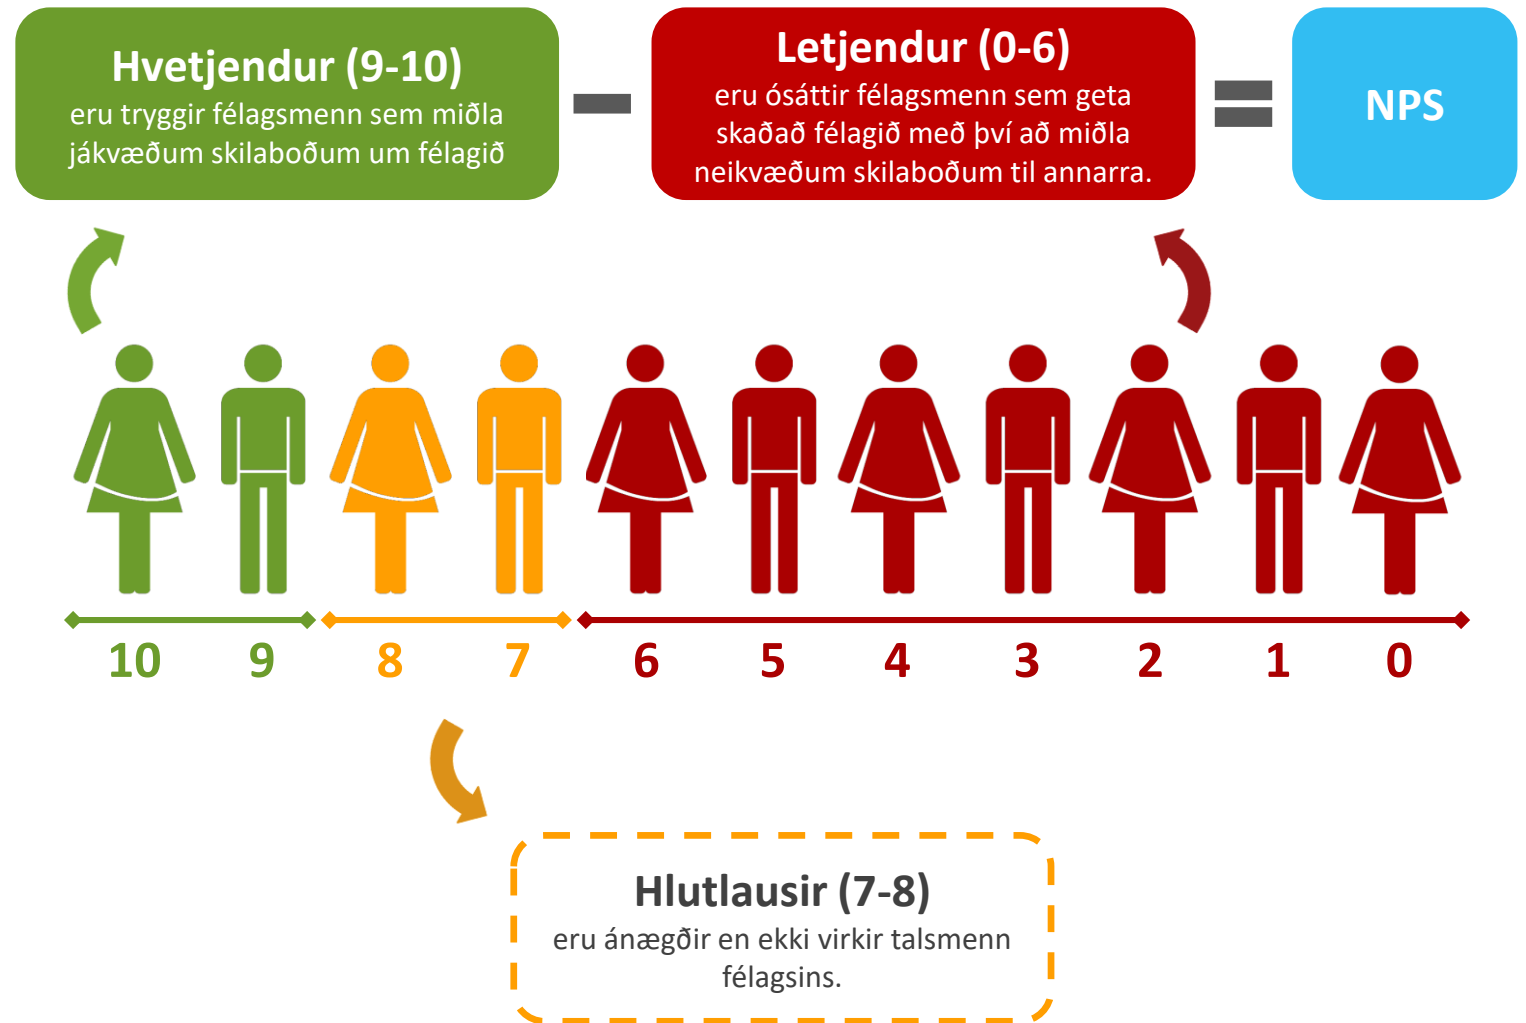 Hvetjendur (9-10)
eru tryggir félagsmenn sem miðla
jákvæðum skilaboðum um félagið
Letjendur (0-6)
eru ósáttir félagsmenn sem geta
skaðað félagið með því að miðla
neikvæðum skilaboðum til annarra.
NPS
10 9 8 7 6 5 4 3 2 1 0
Hlutlausir (7-8)
eru ánægðir en ekki virkir talsmenn
félagsins.